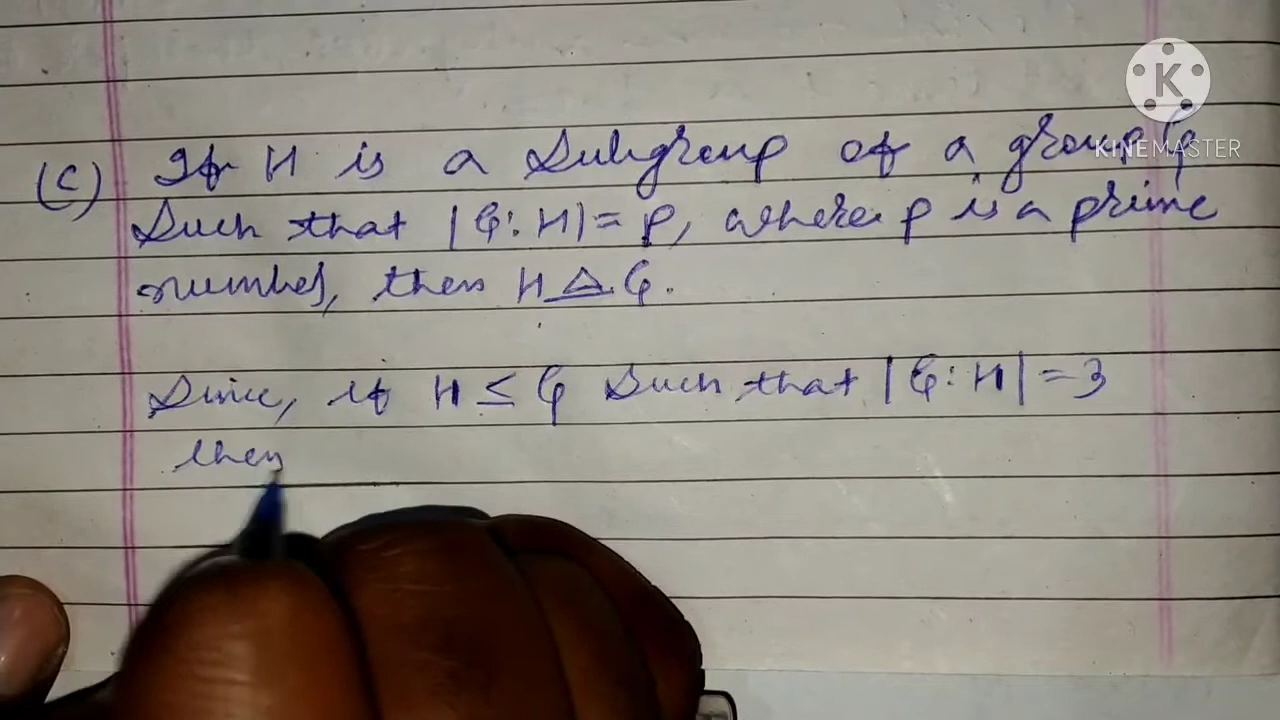 (C) If H is a Subgroup of a group G
Such that |G:H|=p, where p is a prime
number, then H △ G.
Since, if H ≤ G Such that |G:H|=3
then
K
KINEMASTER